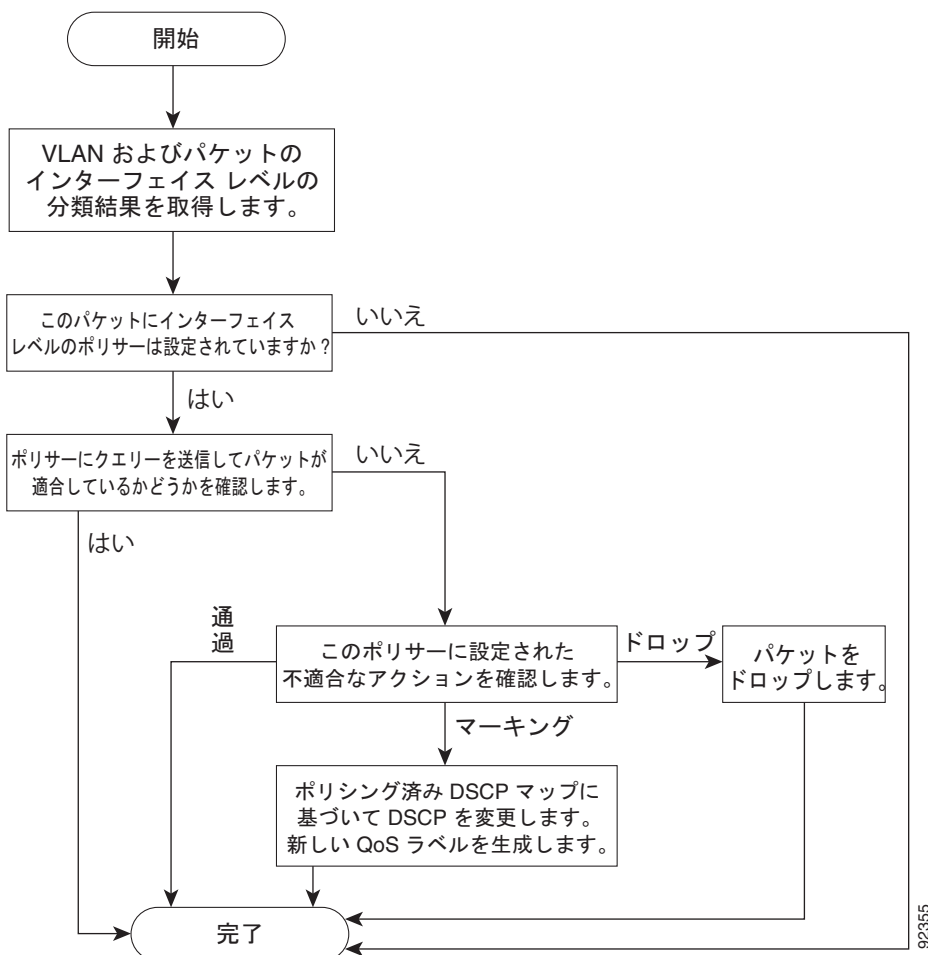 開始
VLAN およびパケットの
インターフェイス レベルの
分類結果を取得します。
このパケットにインターフェイス
レベルのポリサーは設定されていますか？
いいえ
はい
ポリサーにクエリーを送信してパケットが
適合しているかどうかを確認します。
いいえ
はい
通
過
このポリサーに設定された
不適合なアクションを確認します。
ドロップ
パケットを
ドロップします。
マーキング
ポリシング済み DSCP マップに
基づいて DSCP を変更します。
新しい QoS ラベルを生成します。
完了
92355